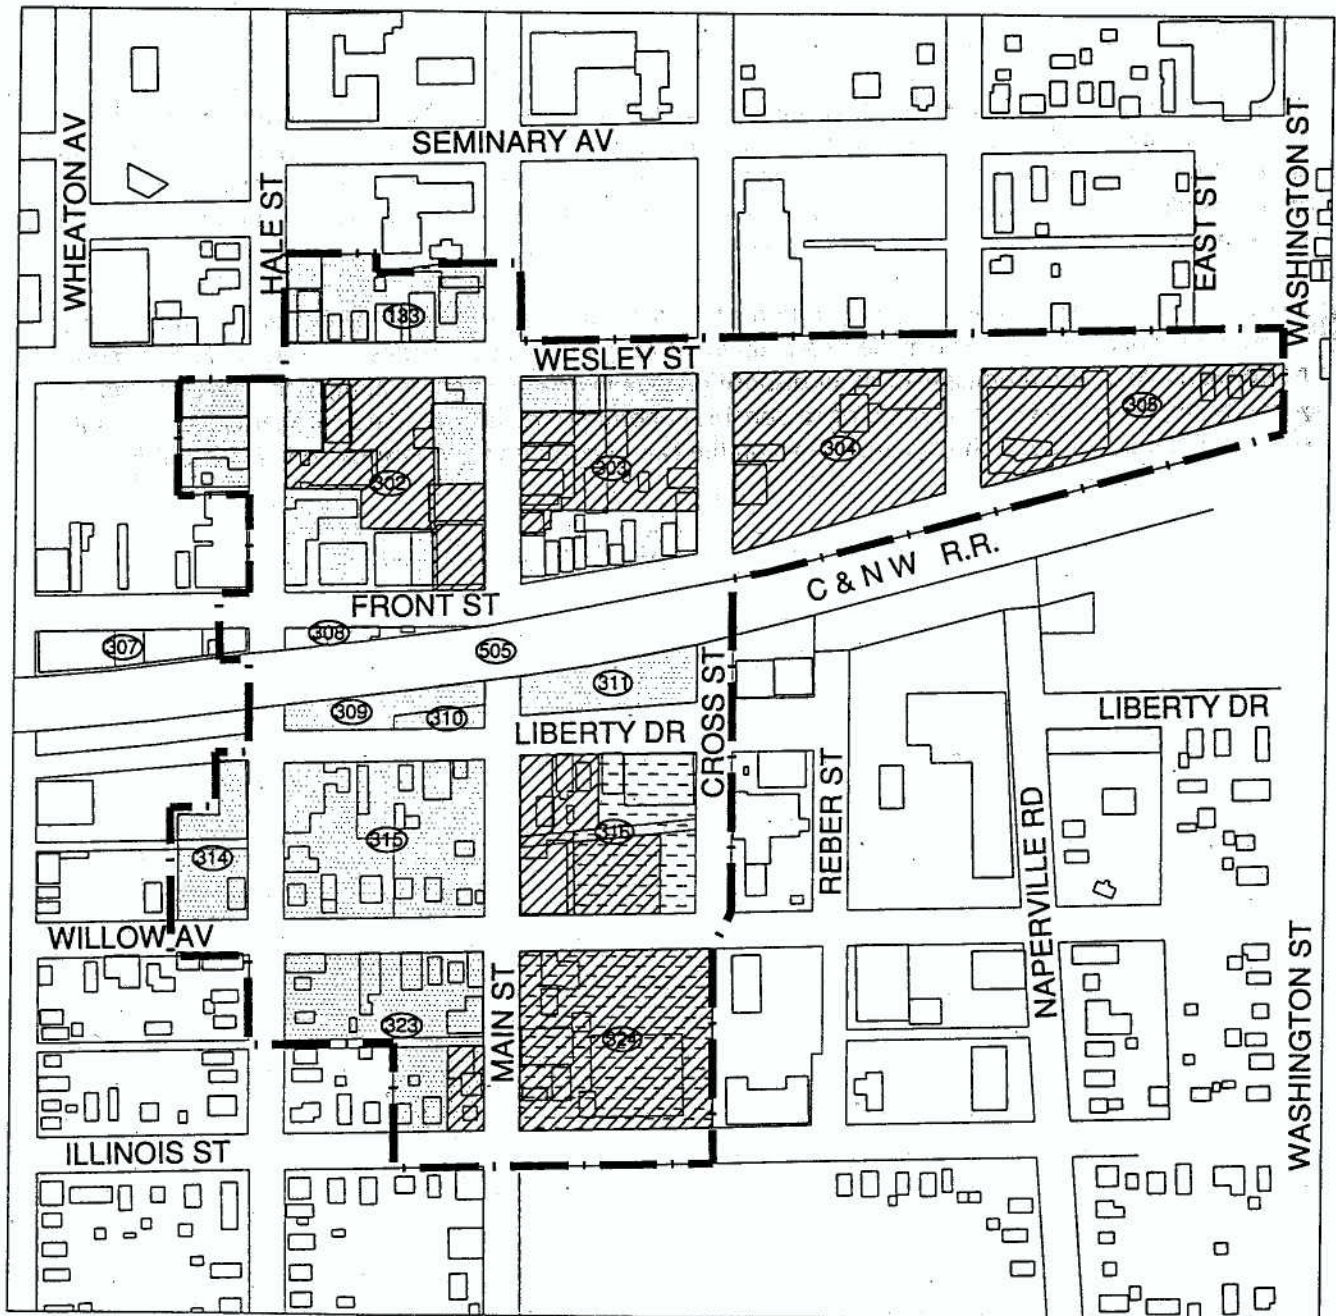 SEMINARY AV
WHEATON AV
HALE ST
EAST ST
WASHINGTON ST
133
WESLEY ST
305
304
303
302
C & N W R.R.
FRONT ST
307
308
505
311
309
310
LIBERTY DR
LIBERTY DR
CROSS ST
REBER ST
NAPERVILLE RD
316
315
314
WILLOW AV
MAIN ST
323
324
ILLINOIS ST
WASHINGTON ST